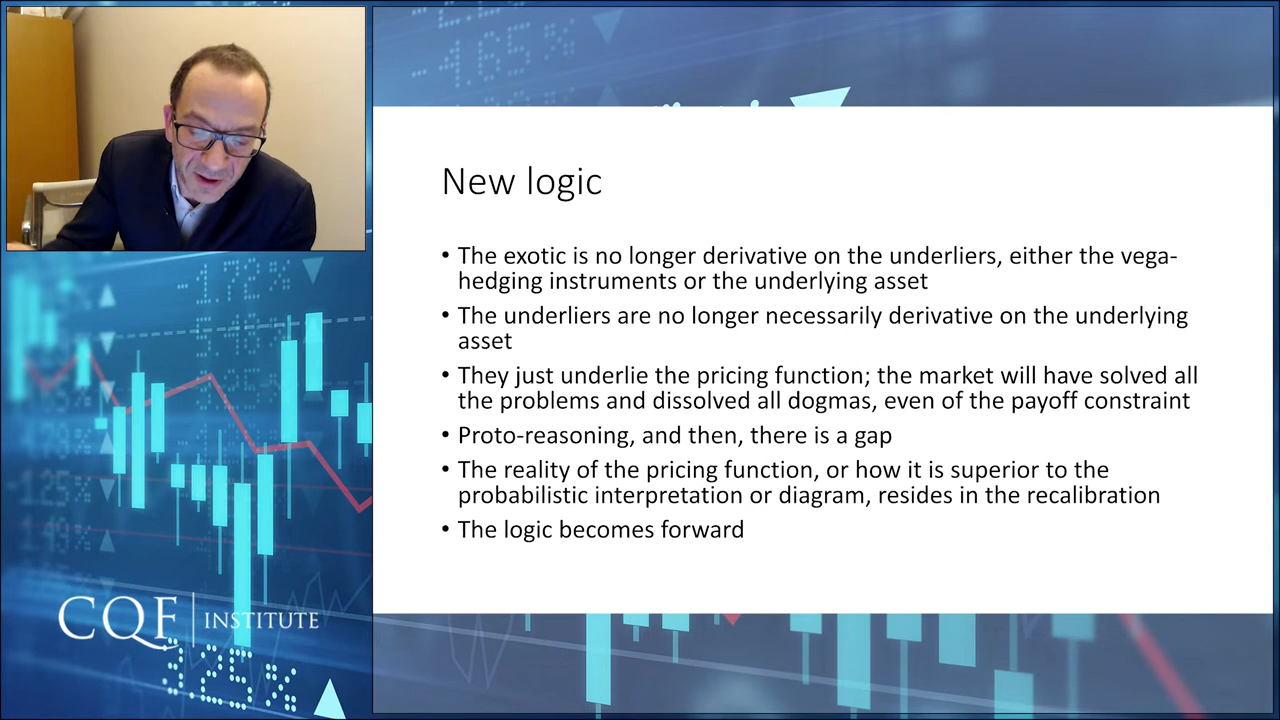 -4.65%
New logic
• The exotic is no longer derivative on the underliers, either the vega-
hedging instruments or the underlying asset
• The underliers are no longer necessarily derivative on the underlying
asset
• They just underlie the pricing function; the market will have solved all
the problems and dissolved all dogmas, even of the payoff constraint
• Proto-reasoning, and then, there is a gap
• The reality of the pricing function, or how it is superior to the
probabilistic interpretation or diagram, resides in the recalibration
• The logic becomes forward
-1.72%
CQF INSTITUTE